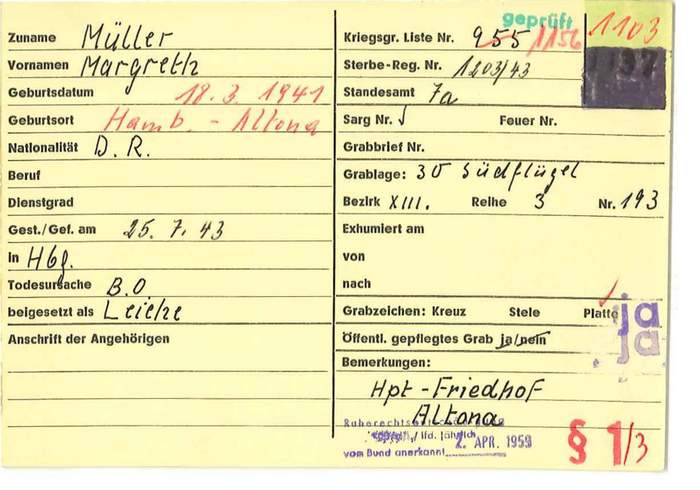 Zuname Müller
Vornamen Margreth
Geburtsdatum 18. 3. 1941
Geburtsort Hamb. - Altona
Nationalität D. R.
Beruf
Dienstgrad
Gest./Gef. am 25. 7. 43
in Hbg.
Todesursache B.O
beigesetzt als Leiche
Anschrift der Angehörigen
geprüft
1103
Kriegsgr. Liste Nr. 955 1156
1137
Sterbe-Reg. Nr. 1203/43
Standesamt 7a
Sarg Nr. Feuer Nr.
Grabbrief Nr.
Grablage: 30 Südflügel
Bezirk XIII. Reihe 3 Nr. 193
Exhumiert am
von
nach
Grabzeichen: Kreuz Stele Platte ja
Öffentl. gepflegtes Grab ja/nein ja
Bemerkungen:
Hpt - Friedhof
Altona
lfd. jährlich 2. APR. 1959
vom Bund anerkannt
§ 1/3